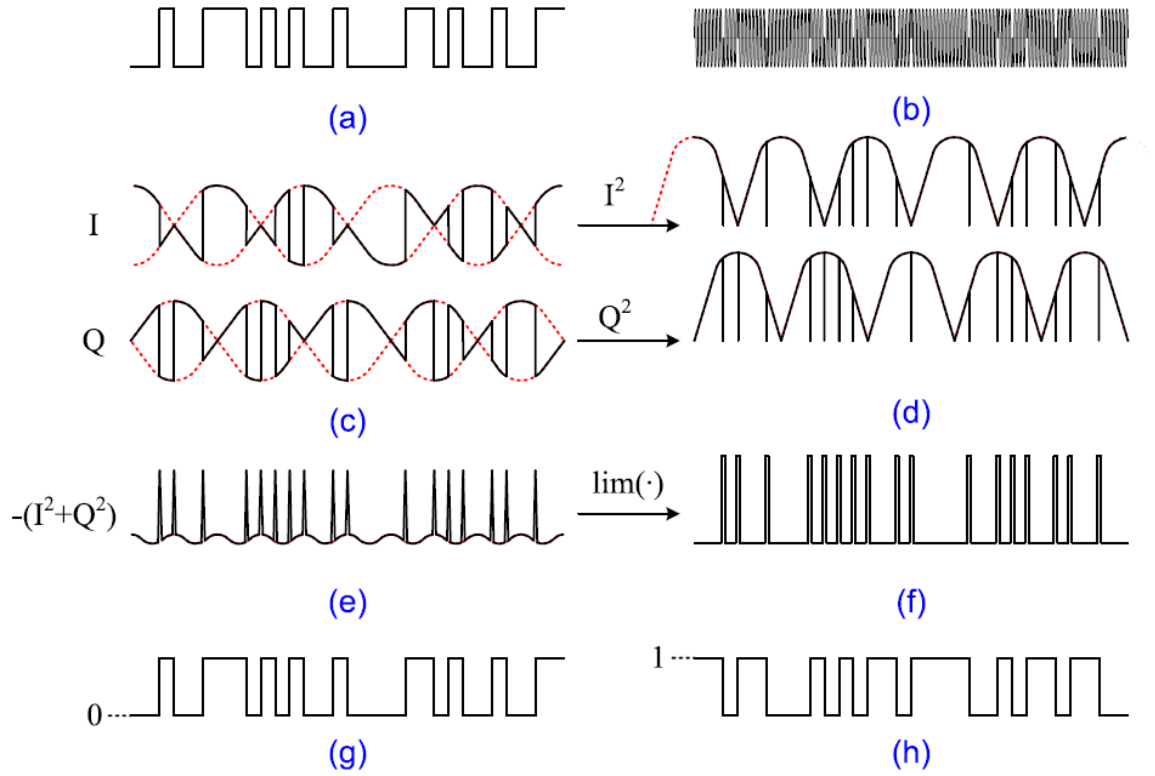 (a)
(b)
I
I²
Q
Q²
(c)
(d)
-(I²+Q²)
lim(·)
(e)
(f)
0
1
(g)
(h)